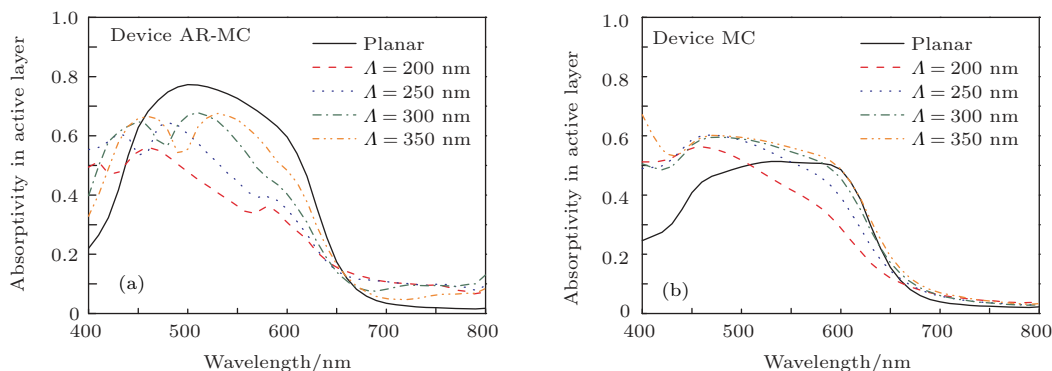 1.0
0.8
0.6
0.4
0.2
0
Absorptivity in active layer
Device AR-MC
Planar
Λ = 200 nm
Λ = 250 nm
Λ = 300 nm
Λ = 350 nm
(a)
400 500 600 700 800
Wavelength/nm
1.0
0.8
0.6
0.4
0.2
0
Absorptivity in active layer
Device MC
Planar
Λ = 200 nm
Λ = 250 nm
Λ = 300 nm
Λ = 350 nm
(b)
400 500 600 700 800
Wavelength/nm